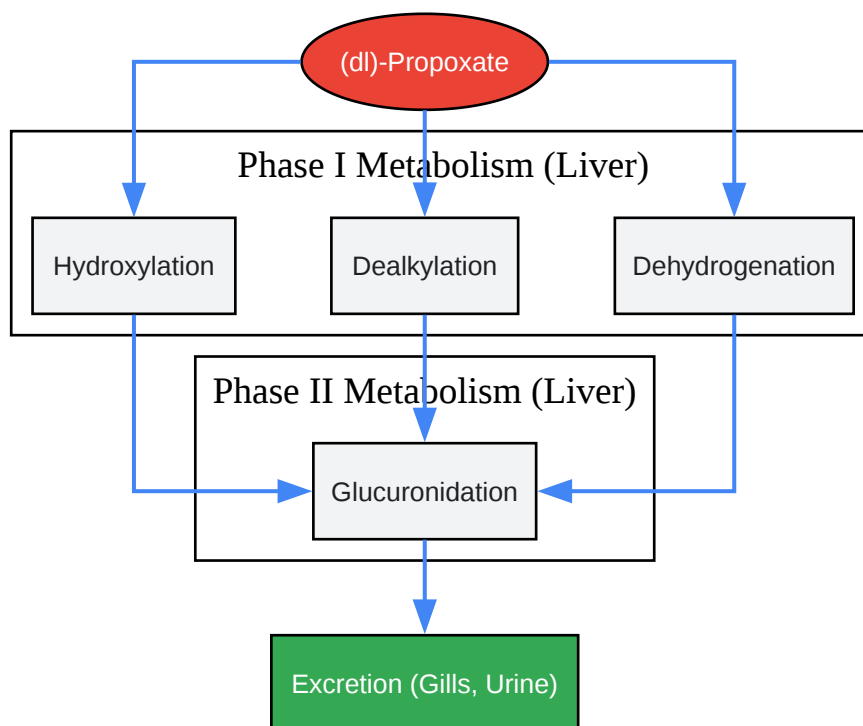 (dl)-Propoxate
Phase I Metabolism (Liver)
Hydroxylation
Dealkylation
Dehydrogenation
Phase II Metabolism (Liver)
Glucuronidation
Excretion (Gills, Urine)